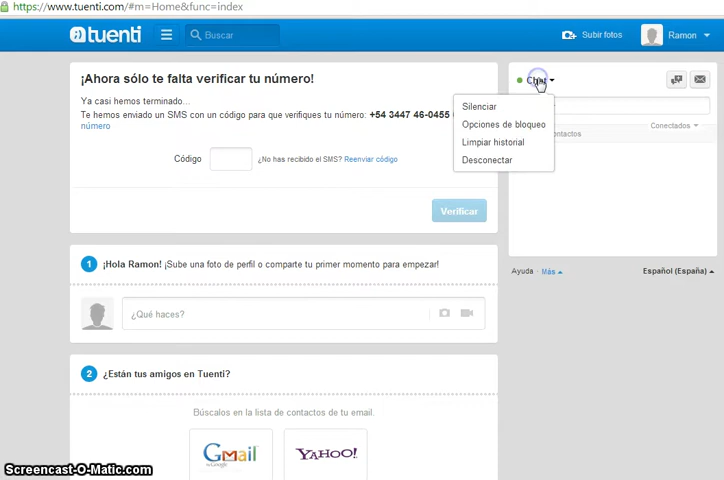 https://www.tuenti.com/#m=Home&func=index
tuenti
Buscar
Subir fotos
Ramon
¡Ahora sólo te falta verificar tu número!
Ya casi hemos terminado...
Te hemos enviado un SMS con un código para que verifiques tu número: +54 3447 46-0455
número
Código
¿No has recibido el SMS? Reenviar código
Verificar
Chat
Silenciar
Opciones de bloqueo
Limpiar historial
Desconectar
Conectados
Ayuda Más
Español (España)
1 ¡Hola Ramon! ¡Sube una foto de perfil o comparte tu primer momento para empezar!
¿Qué haces?
2 ¿Están tus amigos en Tuenti?
Búscalos en la lista de contactos de tu email.
Gmail
by Google
YAHOO!
Screencast-O-Matic.com